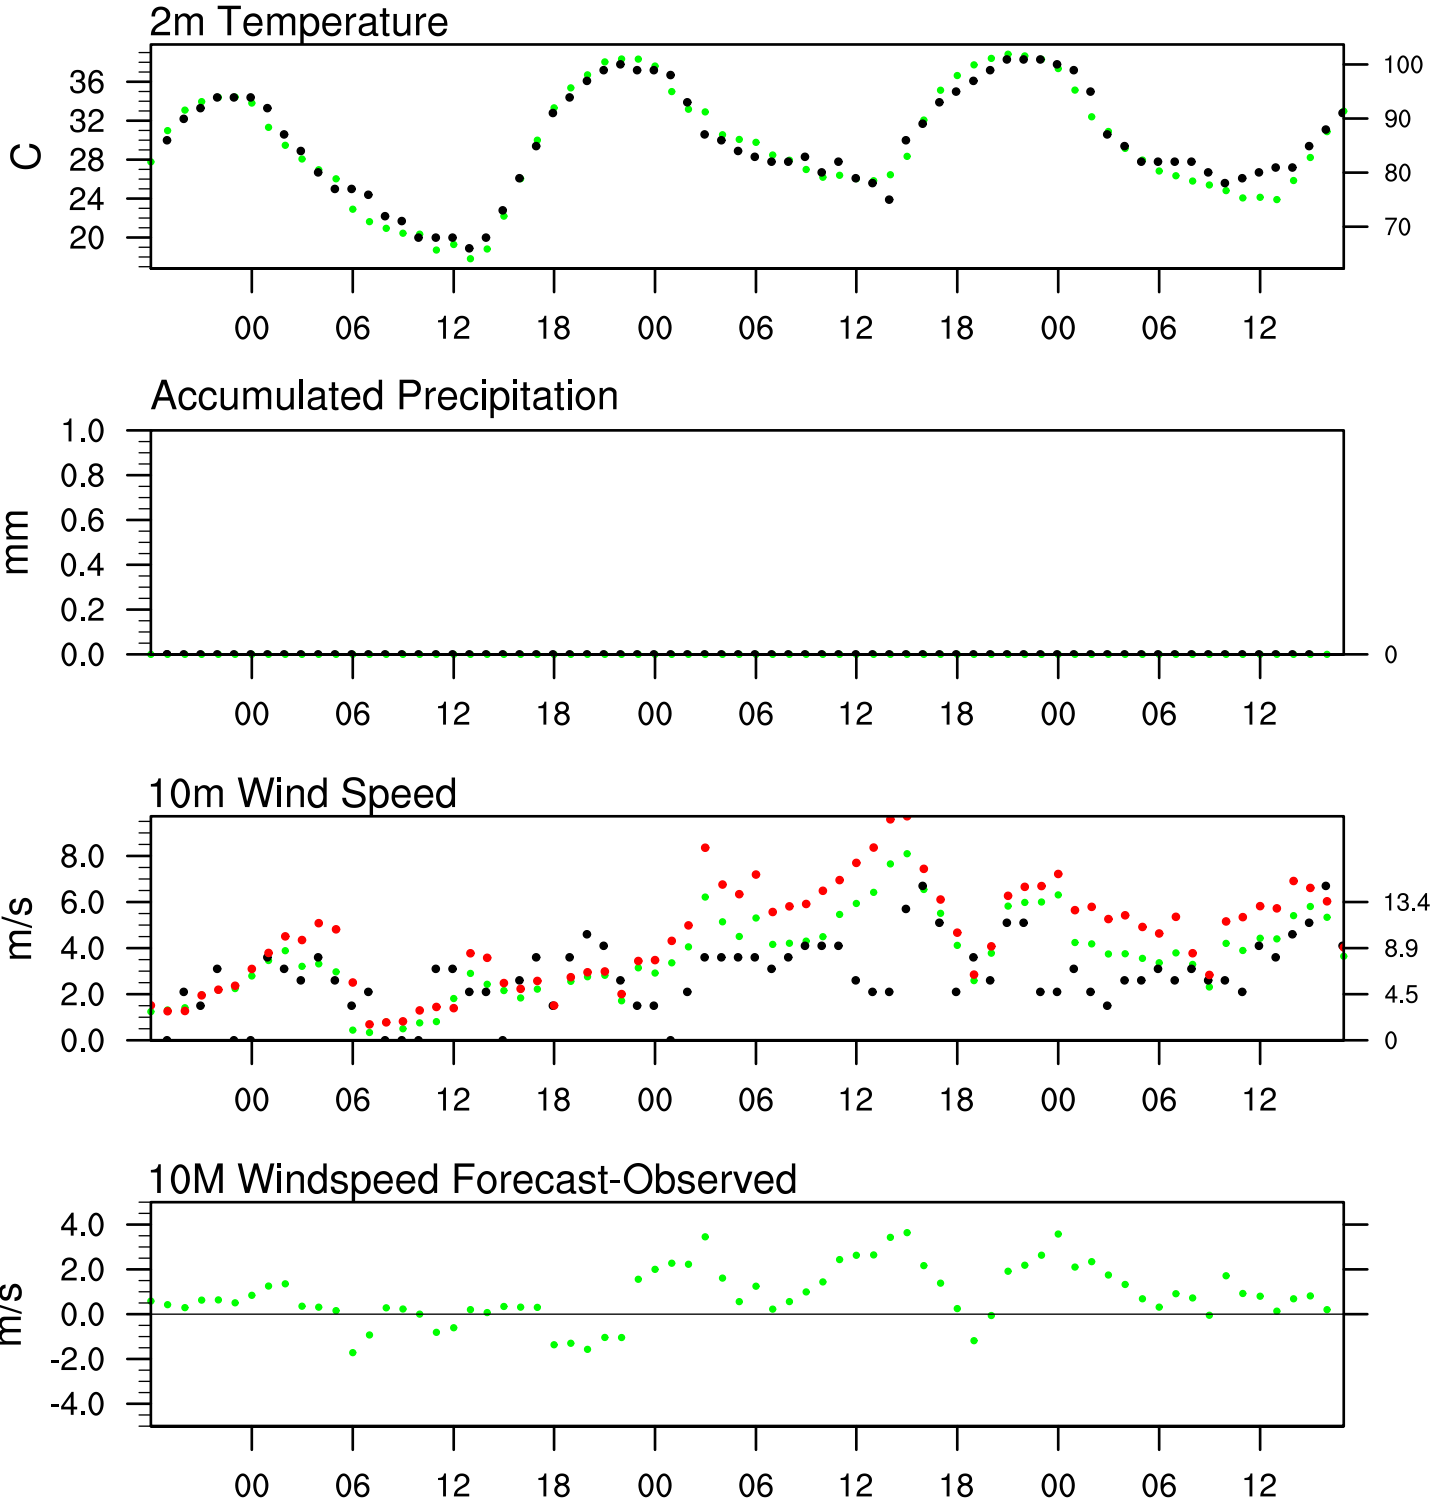 2m Temperature
36
32
28
24
20
C
100
90
80
70
00 06 12 18 00 06 12 18 00 06 12
Accumulated Precipitation
1.0
0.8
0.6
0.4
0.2
0.0
mm
0
00 06 12 18 00 06 12 18 00 06 12
10m Wind Speed
8.0
6.0
4.0
2.0
0.0
m/s
13.4
8.9
4.5
0
00 06 12 18 00 06 12 18 00 06 12
10M Windspeed Forecast-Observed
4.0
2.0
0.0
-2.0
-4.0
m/s
00 06 12 18 00 06 12 18 00 06 12